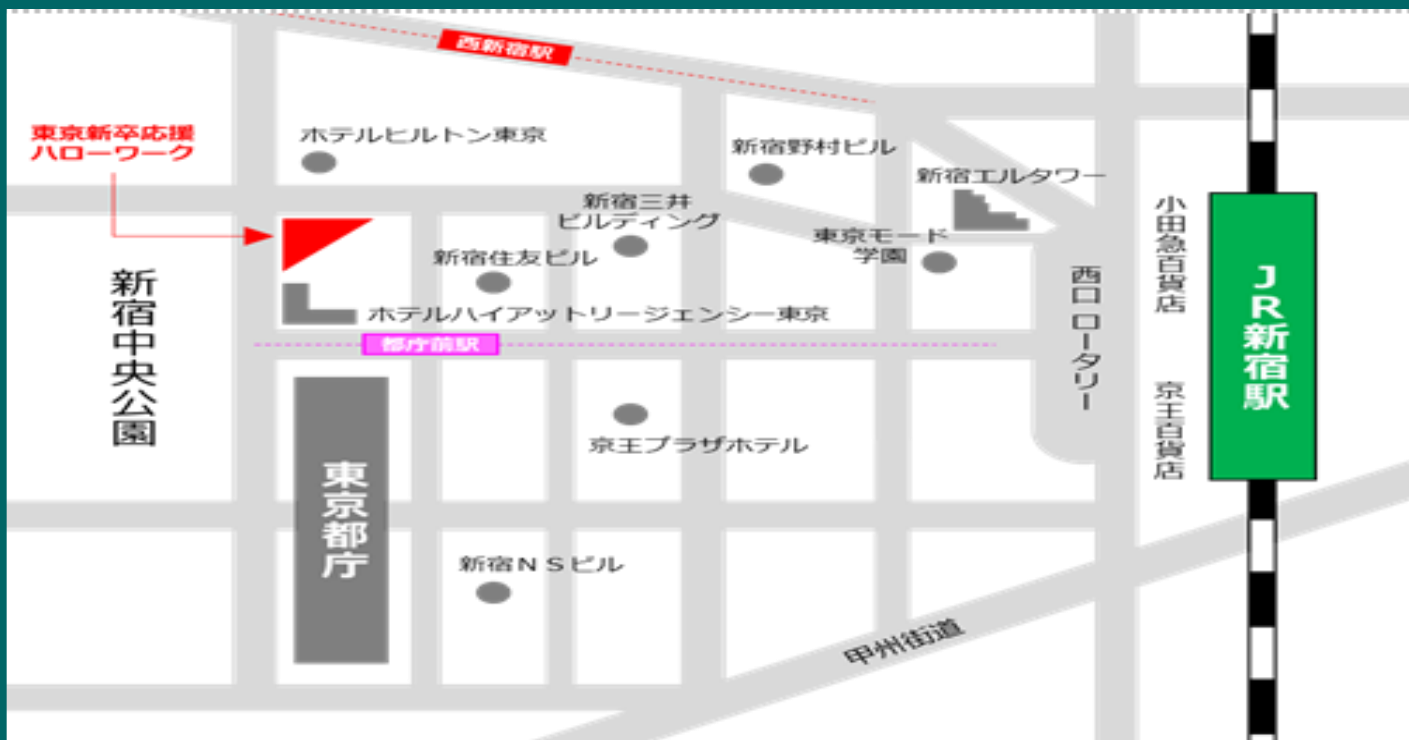 西新宿駅
東京新卒応援
ハローワーク
ホテルヒルトン東京
新宿野村ビル
新宿エルタワー
新宿三井
ビルディング
東京モード
学園
新宿住友ビル
ホテルハイアットリージェンシー東京
都庁前駅
新宿中央公園
西口 ロータリー
小田急百貨店
JR新宿駅
京王百貨店
京王プラザホテル
東京都庁
新宿NSビル
甲州街道